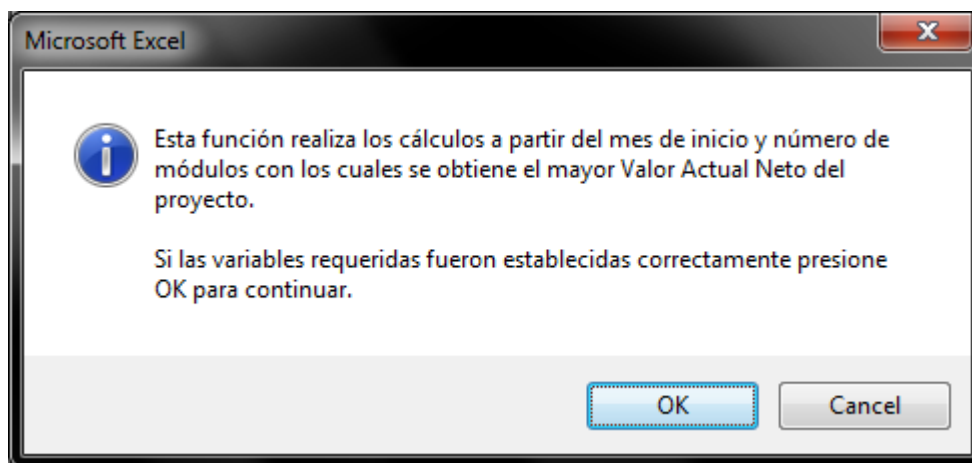 Microsoft Excel
Esta función realiza los cálculos a partir del mes de inicio y número de
módulos con los cuales se obtiene el mayor Valor Actual Neto del
proyecto.
Si las variables requeridas fueron establecidas correctamente presione
OK para continuar.
OK
Cancel